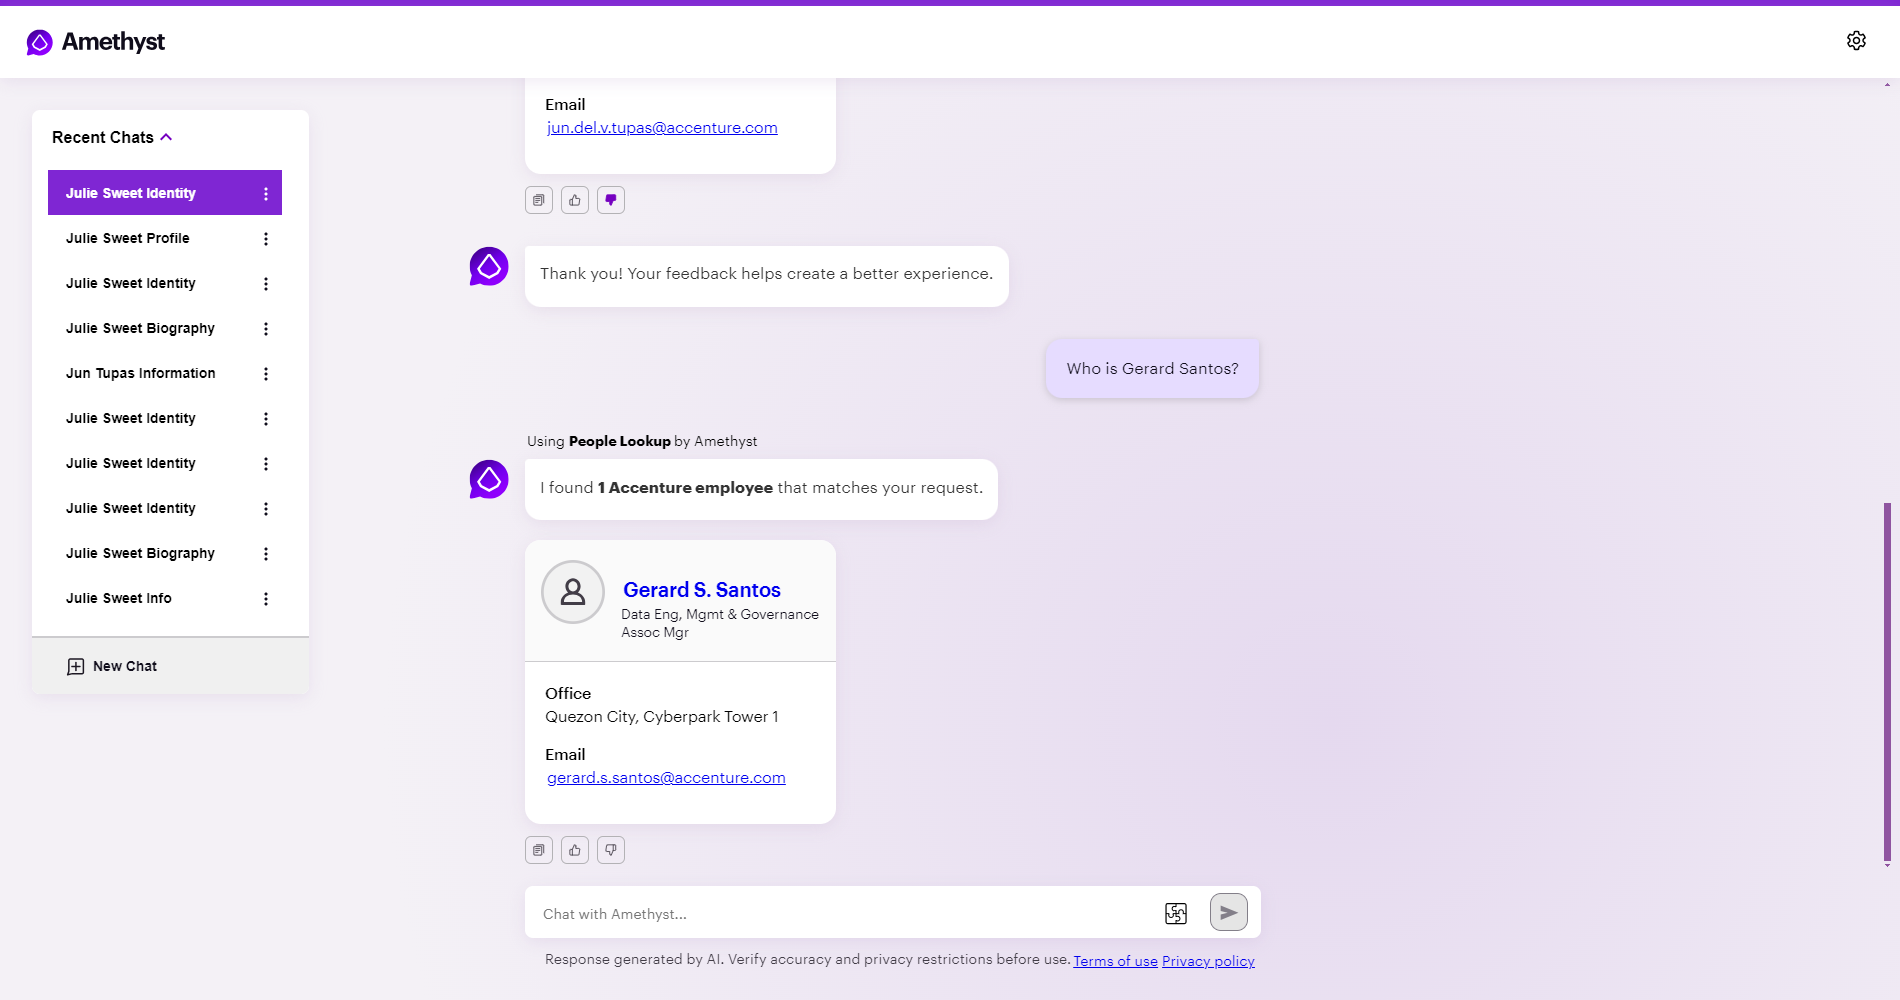 Amethyst
Recent Chats
Julie Sweet Identity
Julie Sweet Profile
Julie Sweet Identity
Julie Sweet Biography
Jun Tupas Information
Julie Sweet Identity
Julie Sweet Identity
Julie Sweet Identity
Julie Sweet Biography
Julie Sweet Info
New Chat
Email
jun.del.v.tupas@accenture.com
Thank you! Your feedback helps create a better experience.
Who is Gerard Santos?
Using People Lookup by Amethyst
I found 1 Accenture employee that matches your request.
Gerard S. Santos
Data Eng, Mgmt & Governance
Assoc Mgr
Office
Quezon City, Cyberpark Tower 1
Email
gerard.s.santos@accenture.com
Chat with Amethyst...
Response generated by AI. Verify accuracy and privacy restrictions before use. Terms of use Privacy policy